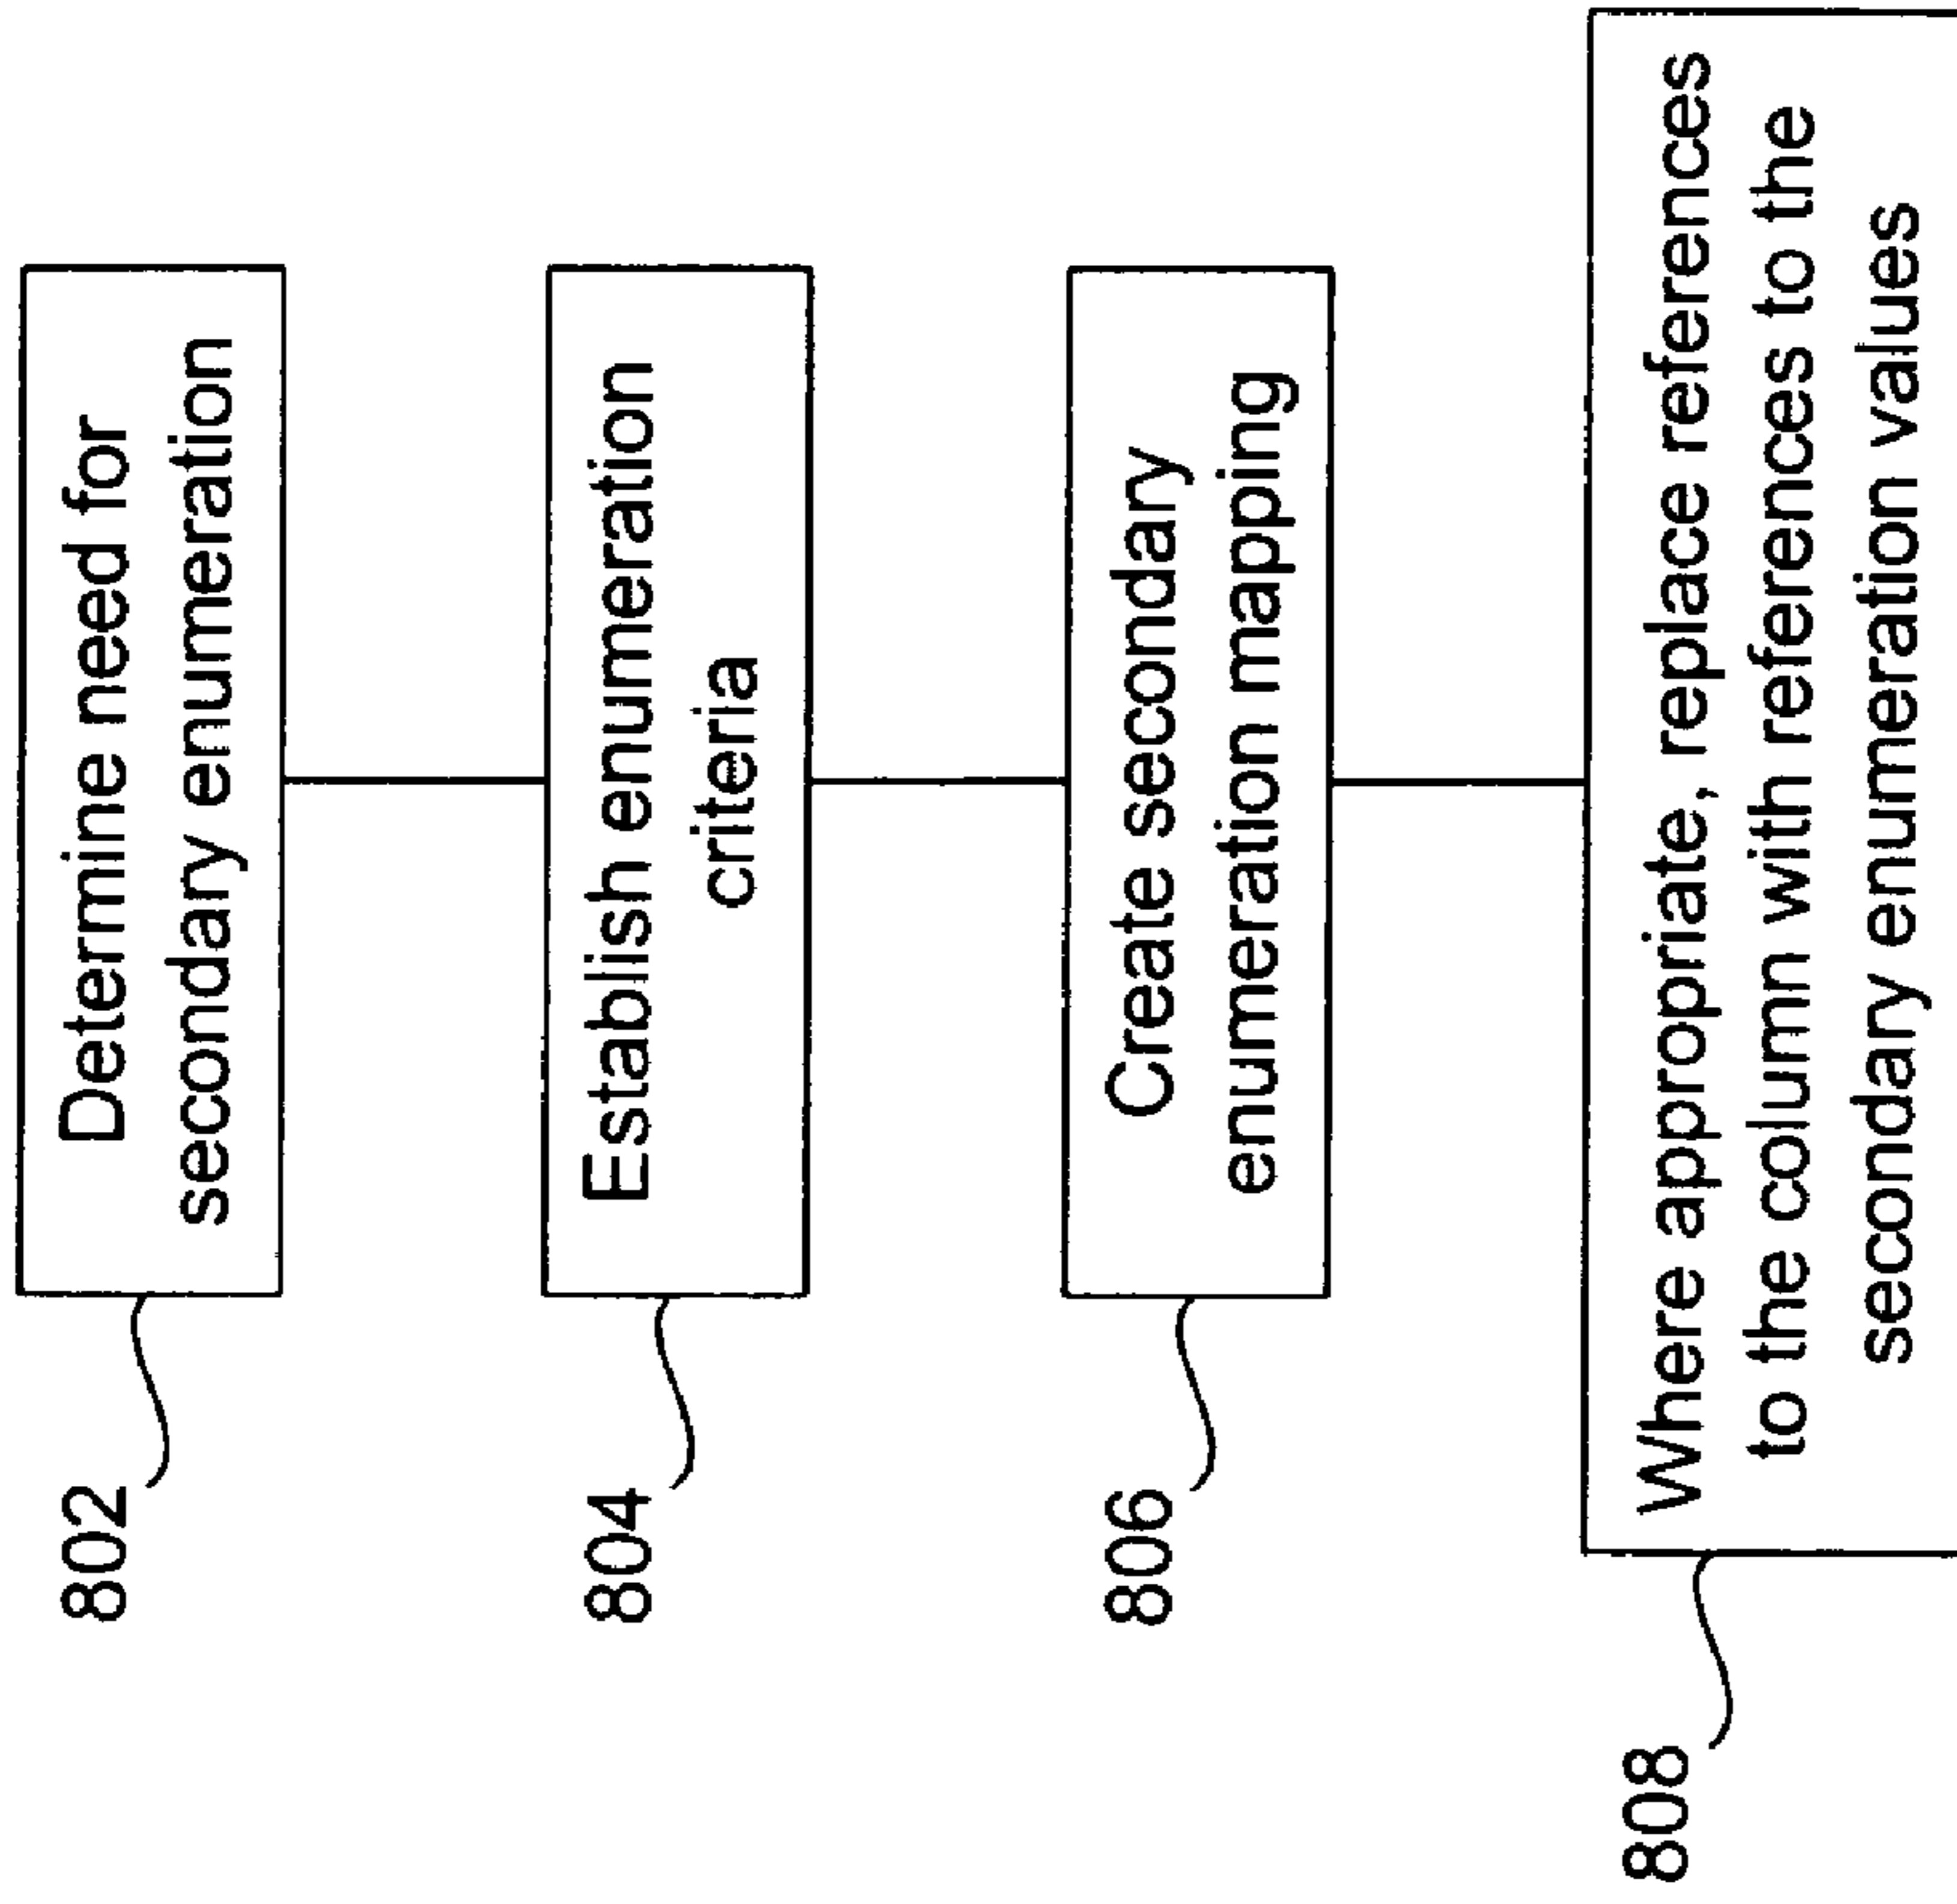 802
Determine need for
secondary enumeration
804
Establish enumeration
criteria
806
Create secondary
enumeration mapping
808
Where appropriate, replace references
to the column with references to the
secondary enumeration values